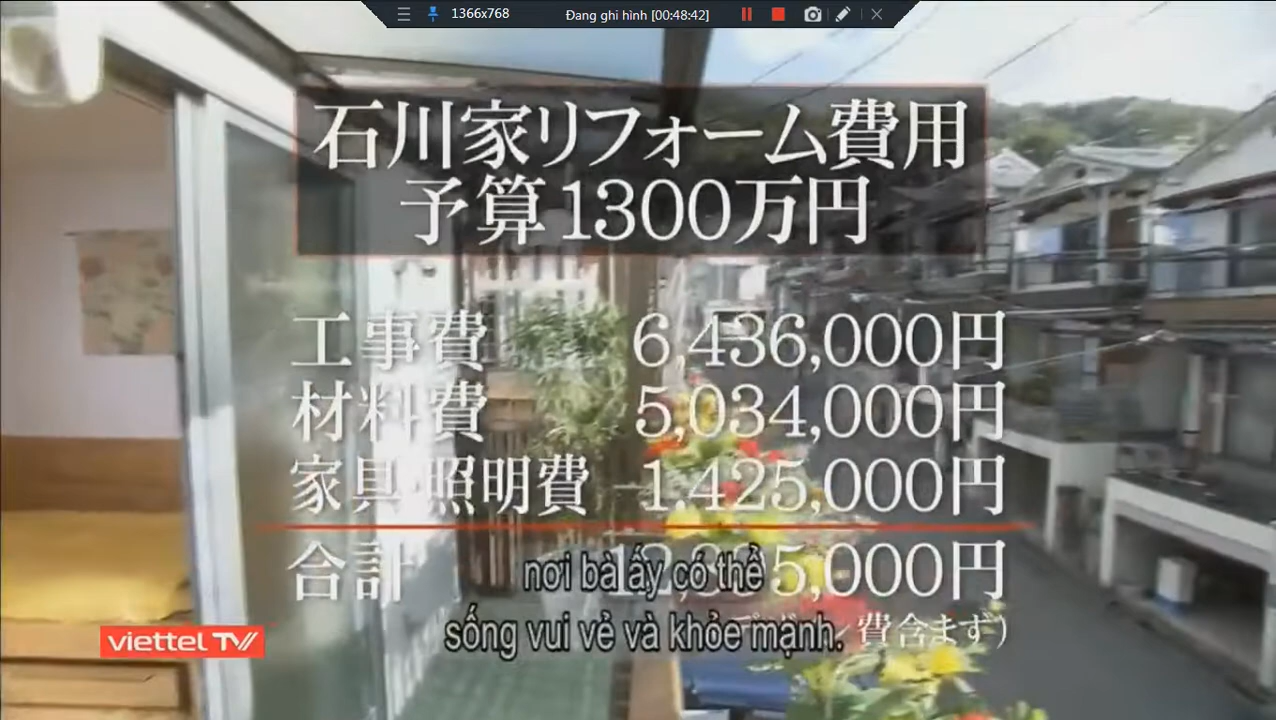 1366x768
Đang ghi hình [00:48:42]
石川家リフォーム費用
予算1300万円
工事費 6,436,000円
材料費 5,034,000円
家具 照明費 1,425,000円
合計 5,000円
nơi bà ấy có thể
sống vui vẻ và khỏe mạnh.
費含まず)
viettel TV